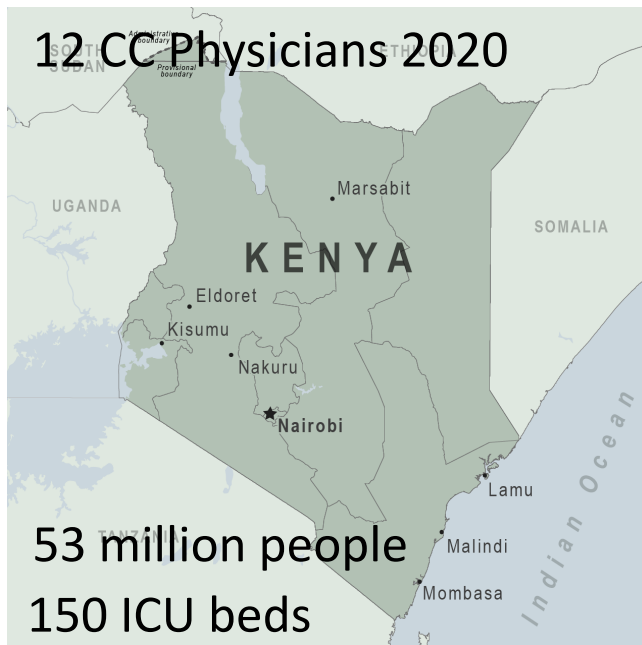 12 CC Physicians 2020
Administrative
boundary
SOUTH
SUDAN
Provisional
boundary
ETHIOPIA
Marsabit
UGANDA
SOMALIA
KENYA
Eldoret
Kisumu
Nakuru
Nairobi
Lamu
Indian Ocean
TANZANIA
53 million people
Malindi
Mombasa
150 ICU beds